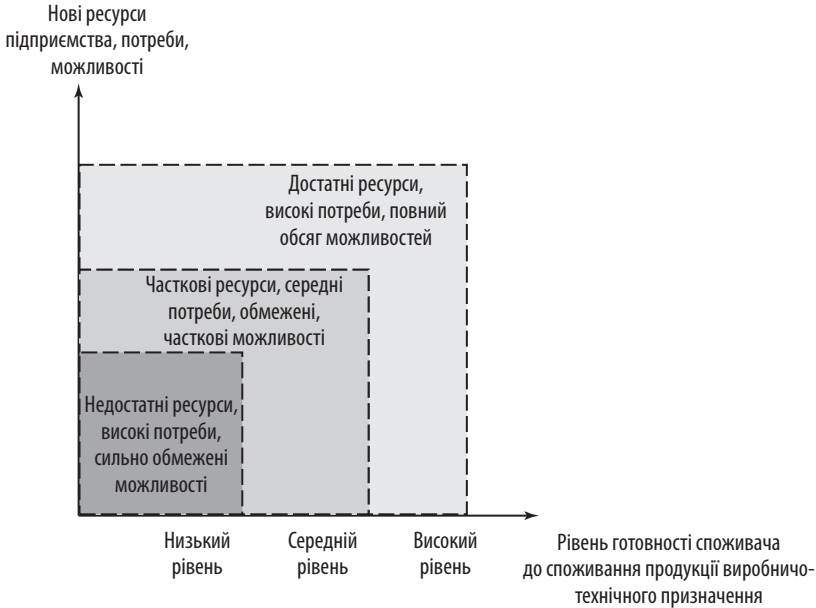 Нові ресурси
підприємства, потреби,
можливості
Достатні ресурси,
високі потреби, повний
обсяг можливостей
Часткові ресурси, середні
потреби, обмежені,
часткові можливості
Недостатні ресурси,
високі потреби,
сильно обмежені
можливості
Низький
рівень
Середній
рівень
Високий
рівень
Рівень готовності споживача
до споживання продукції виробничо-
технічного призначення